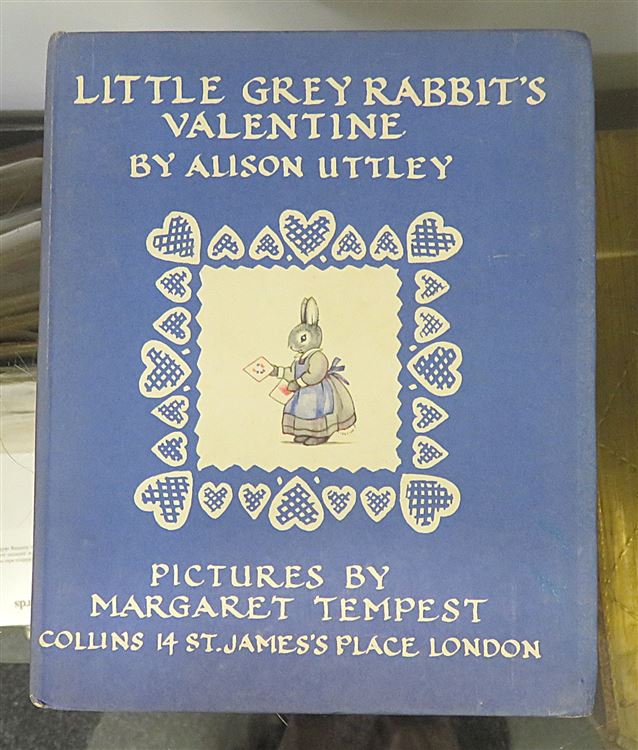 LITTLE GREY RABBIT'S
VALENTINE
BY ALISON UTTLEY
PICTURES BY
MARGARET TEMPEST
COLLINS 14 ST. JAMES'S PLACE LONDON